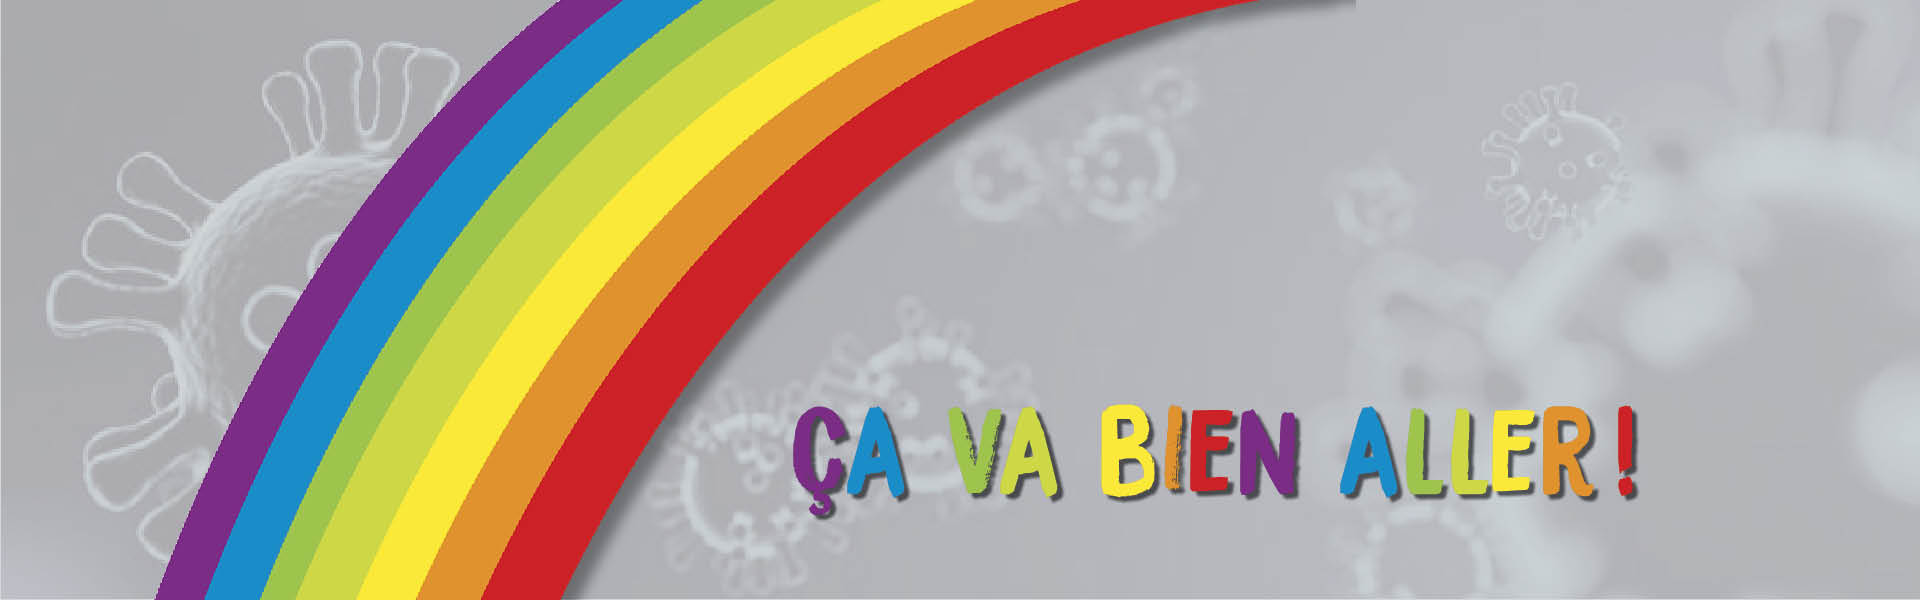 ÇA VA BIEN ALLER !